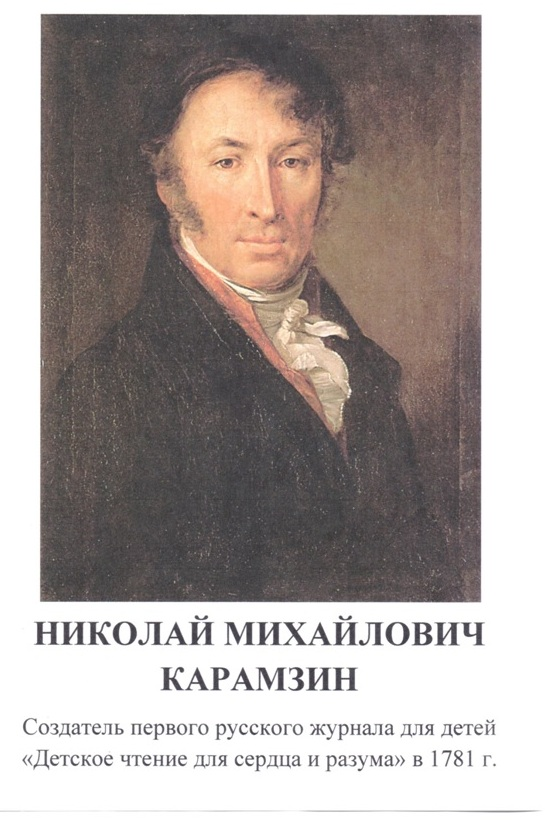 НИКОЛАЙ МИХАЙЛОВИЧ
КАРАМЗИН
Создатель первого русского журнала для детей
«Детское чтение для сердца и разума» в 1781 г.